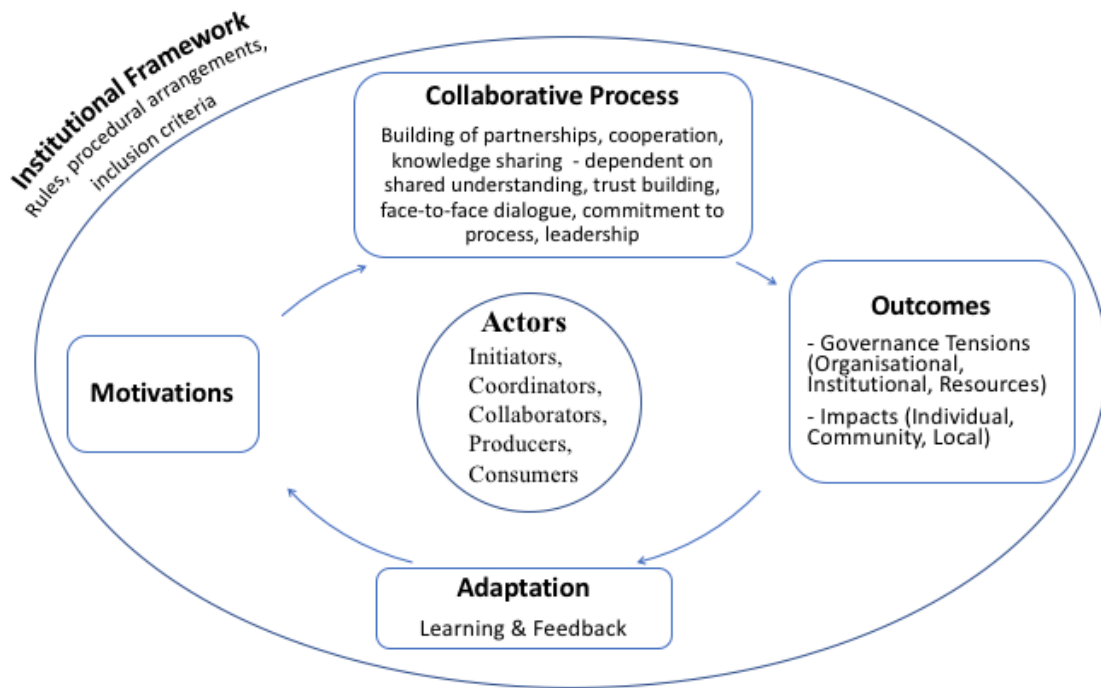 Institutional Framework
Rules, procedural arrangements,
inclusion criteria
Collaborative Process
Building of partnerships, cooperation,
knowledge sharing - dependent on
shared understanding, trust building,
face-to-face dialogue, commitment to
process, leadership
Outcomes
- Governance Tensions
(Organisational,
Institutional, Resources)
- Impacts (Individual,
Community, Local)
Actors
Initiators,
Coordinators,
Collaborators,
Producers,
Consumers
Motivations
Adaptation
Learning & Feedback